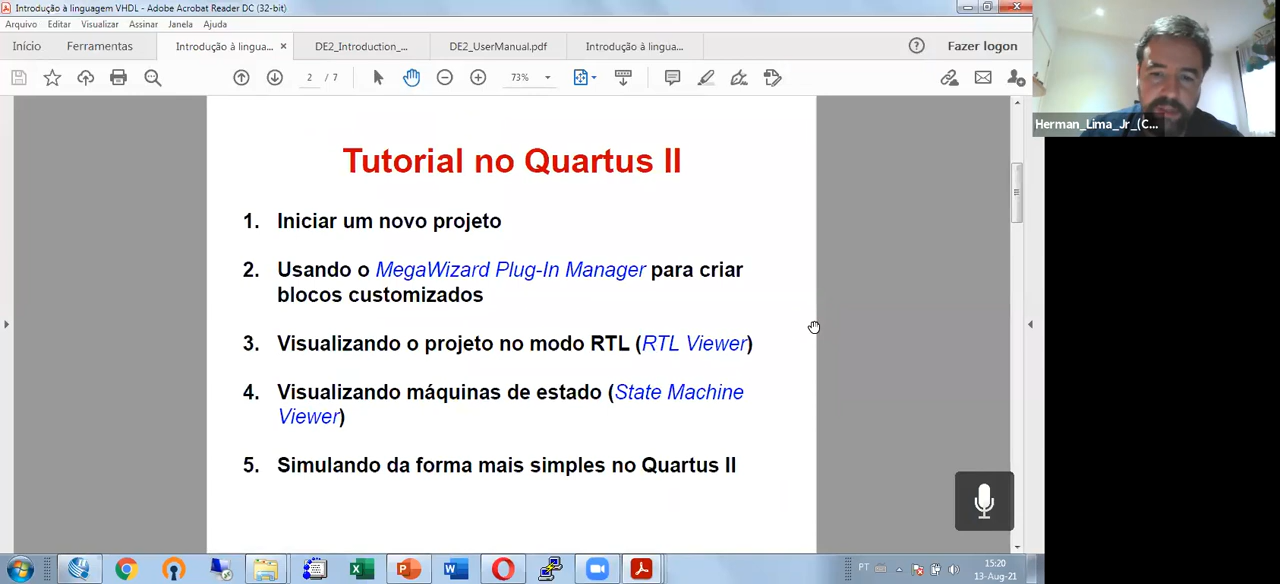 Introdução à linguagem VHDL - Adobe Acrobat Reader DC (32-bit)
Arquivo Editar Visualizar Assinar Janela Ajuda
Início Ferramentas Introdução à lingua... × DE2_Introduction_... DE2_UserManual.pdf Introdução à lingua... Fazer logon
2 / 7 73%
Herman_Lima_Jr_(C...
Tutorial no Quartus II
1. Iniciar um novo projeto
2. Usando o MegaWizard Plug-In Manager para criar
blocos customizados
3. Visualizando o projeto no modo RTL (RTL Viewer)
4. Visualizando máquinas de estado (State Machine
Viewer)
5. Simulando da forma mais simples no Quartus II
PT 15:20
13-Aug-21